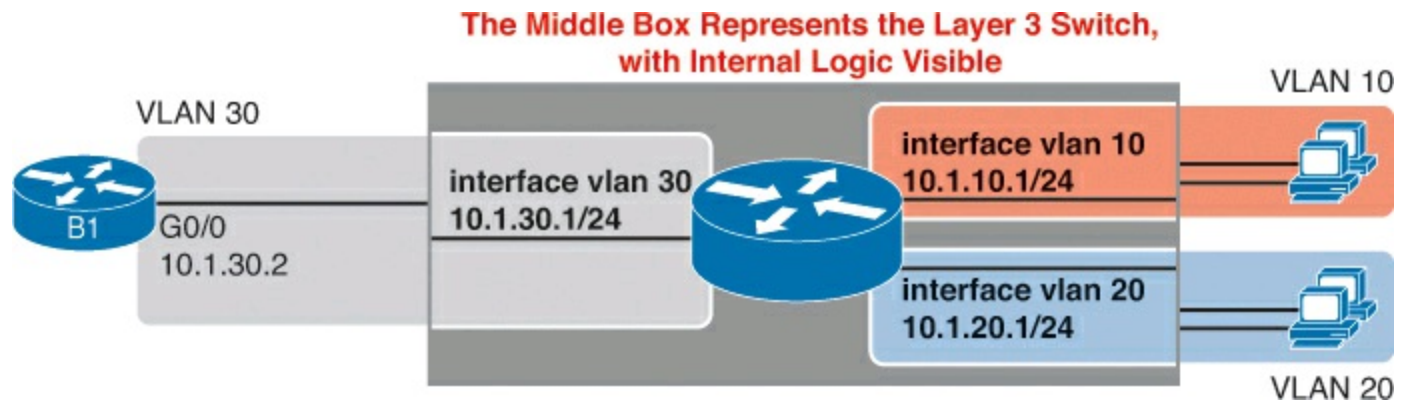 The Middle Box Represents the Layer 3 Switch,
with Internal Logic Visible
VLAN 30
B1
G0/0
10.1.30.2
interface vlan 30
10.1.30.1/24
VLAN 10
interface vlan 10
10.1.10.1/24
interface vlan 20
10.1.20.1/24
VLAN 20